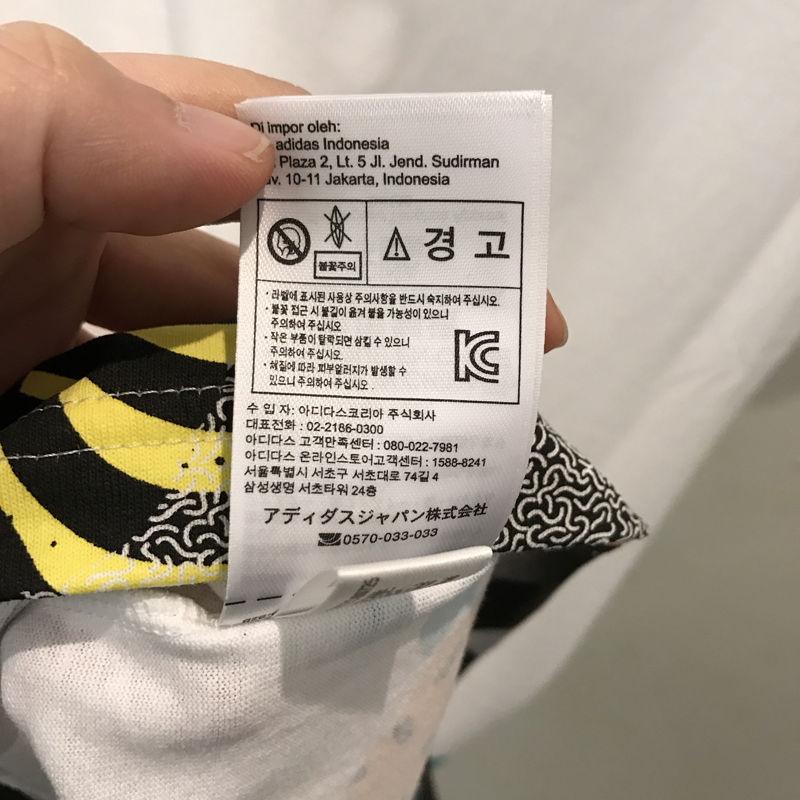 Di impor oleh:
adidas Indonesia
Plaza 2, Lt. 5 Jl. Jend. Sudirman
10-11 Jakarta, Indonesia
불꽃주의
경 고
· 라벨에 표시된 사용상 주의사항을 반드시 숙지하여 주십시오.
· 불꽃 접근 시 불길이 옮겨 붙을 가능성이 있으니
주의하여 주십시오
· 작은 부품이 탈락되면 삼킬 수 있으니
주의하여 주십시오.
· 체질에 따라 피부알러지가 발생할 수
있으니 주의하여 주십시오
KC
수 입 자: 아디다스코리아 주식회사
대표전화 : 02-2186-0300
아디다스 고객만족센터 : 080-022-7981
아디다스 온라인스토어고객센터 : 1588-8241
서울특별시 서초구 서초대로 74길 4
삼성생명 서초타워 24층
アディダスジャパン株式会社
0570-033-033